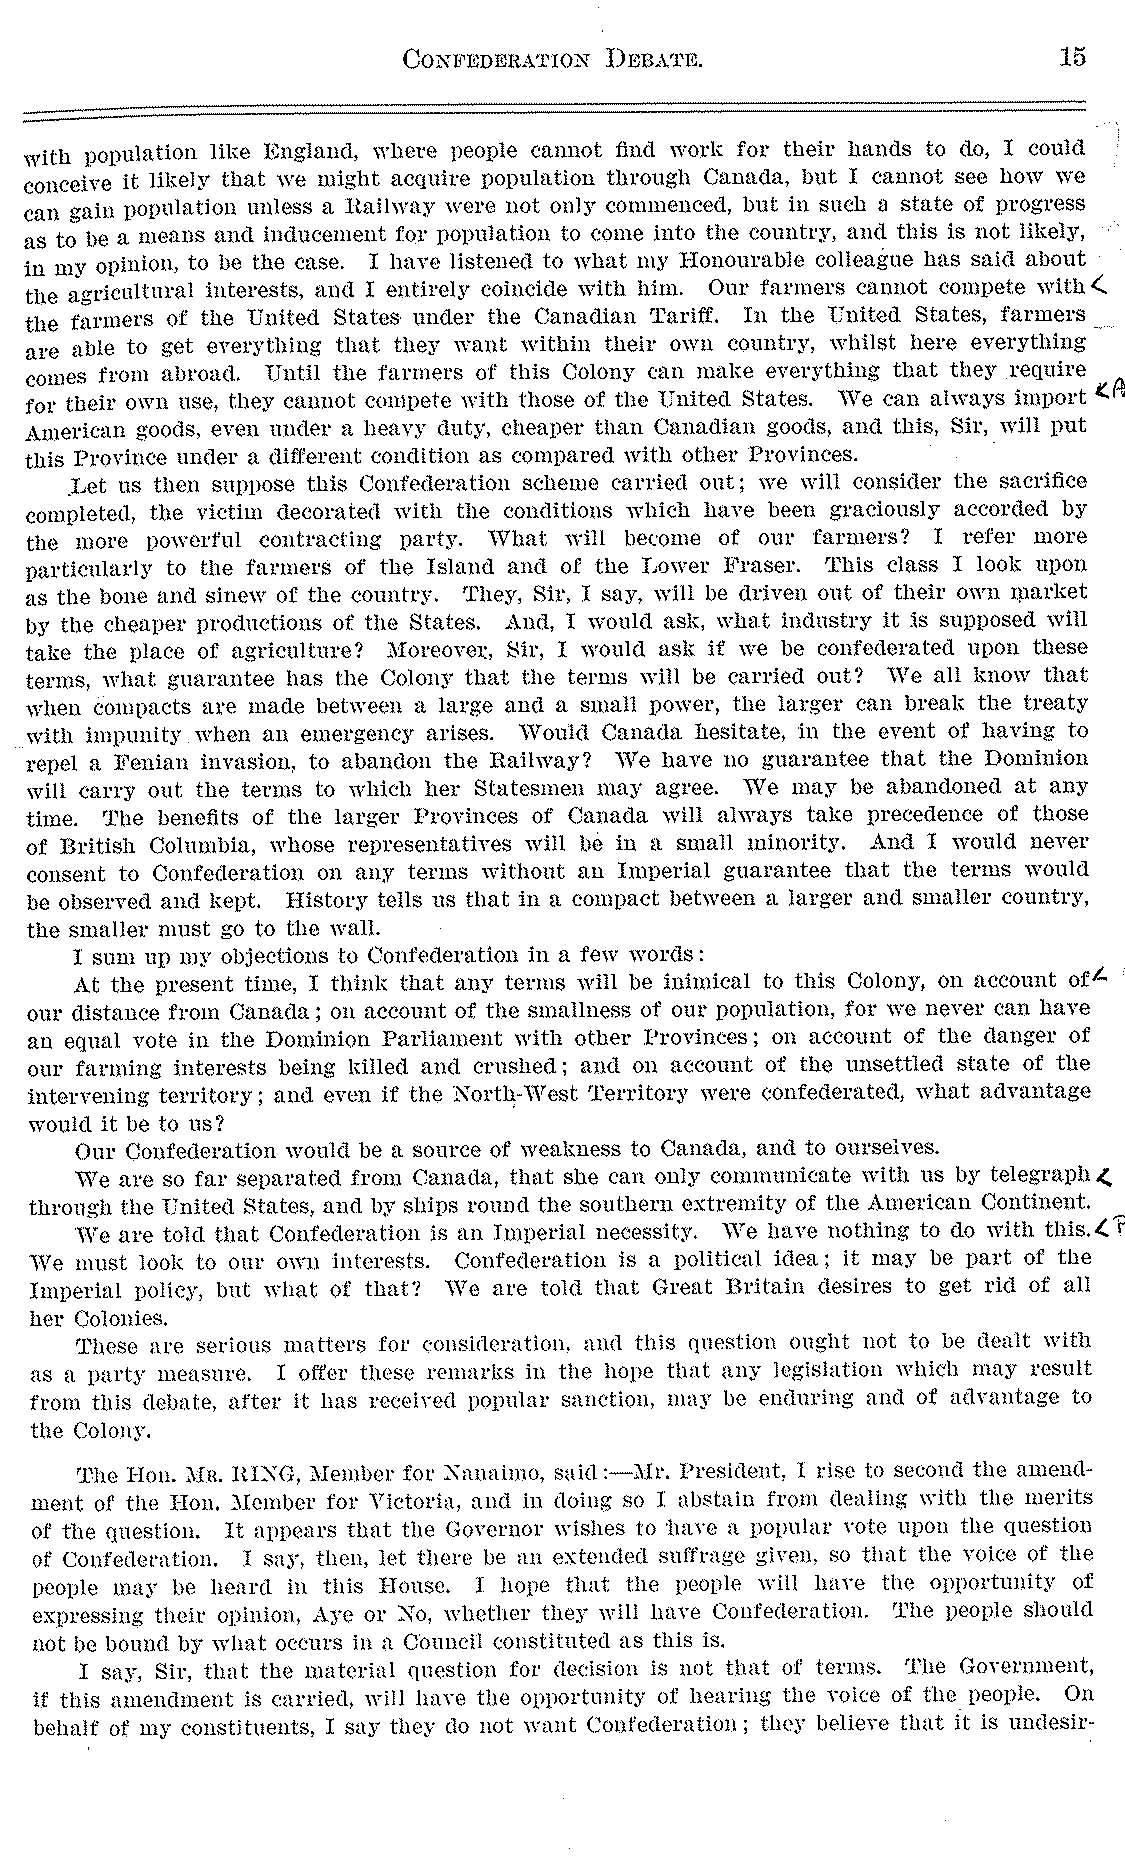 CONFEDERATION DEBATE. 15
with population like England, where people cannot find work for their hands to do, I could
conceive it likely that we might acquire population through Canada, but I cannot see how we
can gain population unless a Railway were not only commenced, but in such a state of progress
as to be a means and inducement for population to come into the country, and this is not likely,
in my opinion, to be the case. I have listened to what my Honourable colleague has said about
the agricultural interests, and I entirely coincide with him. Our farmers cannot compete with
the farmers of the United States under the Canadian Tariff. In the United States, farmers
are able to get everything that they want within their own country, whilst here everything
comes from abroad. Until the farmers of this Colony can make everything that they require
for their own use, they cannot compete with those of the United States. We can always import
American goods, even under a heavy duty, cheaper than Canadian goods, and this, Sir, will put
this Province under a different condition as compared with other Provinces.
Let us then suppose this Confederation scheme carried out; we will consider the sacrifice
completed, the victim decorated with the conditions which have been graciously accorded by
the more powerful contracting party. What will become of our farmers? I refer more
particularly to the farmers of the Island and of the Lower Fraser. This class I look upon
as the bone and sinew of the country. They, Sir, I say, will be driven out of their own market
by the cheaper productions of the States. And, I would ask, what industry it is supposed will
take the place of agriculture? Moreover, Sir, I would ask if we be confederated upon these
terms, what guarantee has the Colony that the terms will be carried out? We all know that
when compacts are made between a large and a small power, the larger can break the treaty
with impunity when an emergency arises. Would Canada hesitate, in the event of having to
repel a Fenian invasion, to abandon the Railway? We have no guarantee that the Dominion
will carry out the terms to which her Statesmen may agree. We may be abandoned at any
time. The benefits of the larger Provinces of Canada will always take precedence of those
of British Columbia, whose representatives will be in a small minority. And I would never
consent to Confederation on any terms without an Imperial guarantee that the terms would
be observed and kept. History tells us that in a compact between a larger and smaller country,
the smaller must go to the wall.
I sum up my objections to Confederation in a few words:
At the present time, I think that any terms will be inimical to this Colony, on account of
our distance from Canada; on account of the smallness of our population, for we never can have
an equal vote in the Dominion Parliament with other Provinces; on account of the danger of
our farming interests being killed and crushed; and on account of the unsettled state of the
intervening territory; and even if the North-West Territory were confederated, what advantage
would it be to us?
Our Confederation would be a source of weakness to Canada, and to ourselves.
We are so far separated from Canada, that she can only communicate with us by telegraph
through the United States, and by ships round the southern extremity of the American Continent.
We are told that Confederation is an Imperial necessity. We have nothing to do with this.
We must look to our own interests. Confederation is a political idea; it may be part of the
Imperial policy, but what of that? We are told that Great Britain desires to get rid of all
her Colonies.
These are serious matters for consideration, and this question ought not to be dealt with
as a party measure. I offer these remarks in the hope that any legislation which may result
from this debate, after it has received popular sanction, may be enduring and of advantage to
the Colony.
The Hon. MR. RING, Member for Nanaimo, said:—Mr. President, I rise to second the amend-
ment of the Hon. Member for Victoria, and in doing so I abstain from dealing with the merits
of the question. It appears that the Governor wishes to have a popular vote upon the question
of Confederation. I say, then, let there be an extended suffrage given, so that the voice of the
people may be heard in this House. I hope that the people will have the opportunity of
expressing their opinion, Aye or No, whether they will have Confederation. The people should
not be bound by what occurs in a Council constituted as this is.
I say, Sir, that the material question for decision is not that of terms. The Government,
if this amendment is carried, will have the opportunity of hearing the voice of the people. On
behalf of my constituents, I say they do not want Confederation; they believe that it is undesir-